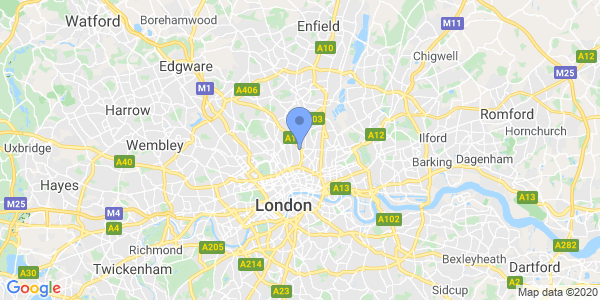 Watford
Borehamwood
Enfield
M11
A10
Chigwell
A12
Edgware
M25
M1
A406
Harrow
A103
Romford
A1
A12
Ilford
Hornchurch
Uxbridge
Wembley
A40
Barking
Dagenham
Hayes
A13
A13
M25
M4
London
A4
A102
Richmond
A205
A282
A214
Bexleyheath
Dartford
A30
Twickenham
A2
Google
A23
Sidcup
Map data ©2020